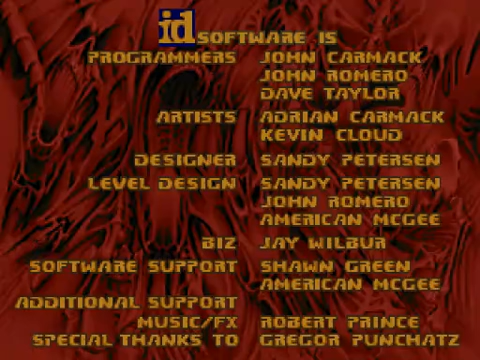 id SOFTWARE IS
PROGRAMMERS JOHN CARMACK
JOHN ROMERO
DAVE TAYLOR
ARTISTS ADRIAN CARMACK
KEVIN CLOUD
DESIGNER SANDY PETERSEN
LEVEL DESIGN SANDY PETERSEN
JOHN ROMERO
AMERICAN MCGEE
BIZ JAY WILBUR
SOFTWARE SUPPORT SHAWN GREEN
AMERICAN MCGEE
ADDITIONAL SUPPORT
MUSIC/FX ROBERT PRINCE
SPECIAL THANKS TO GREGOR PUNCHATZ